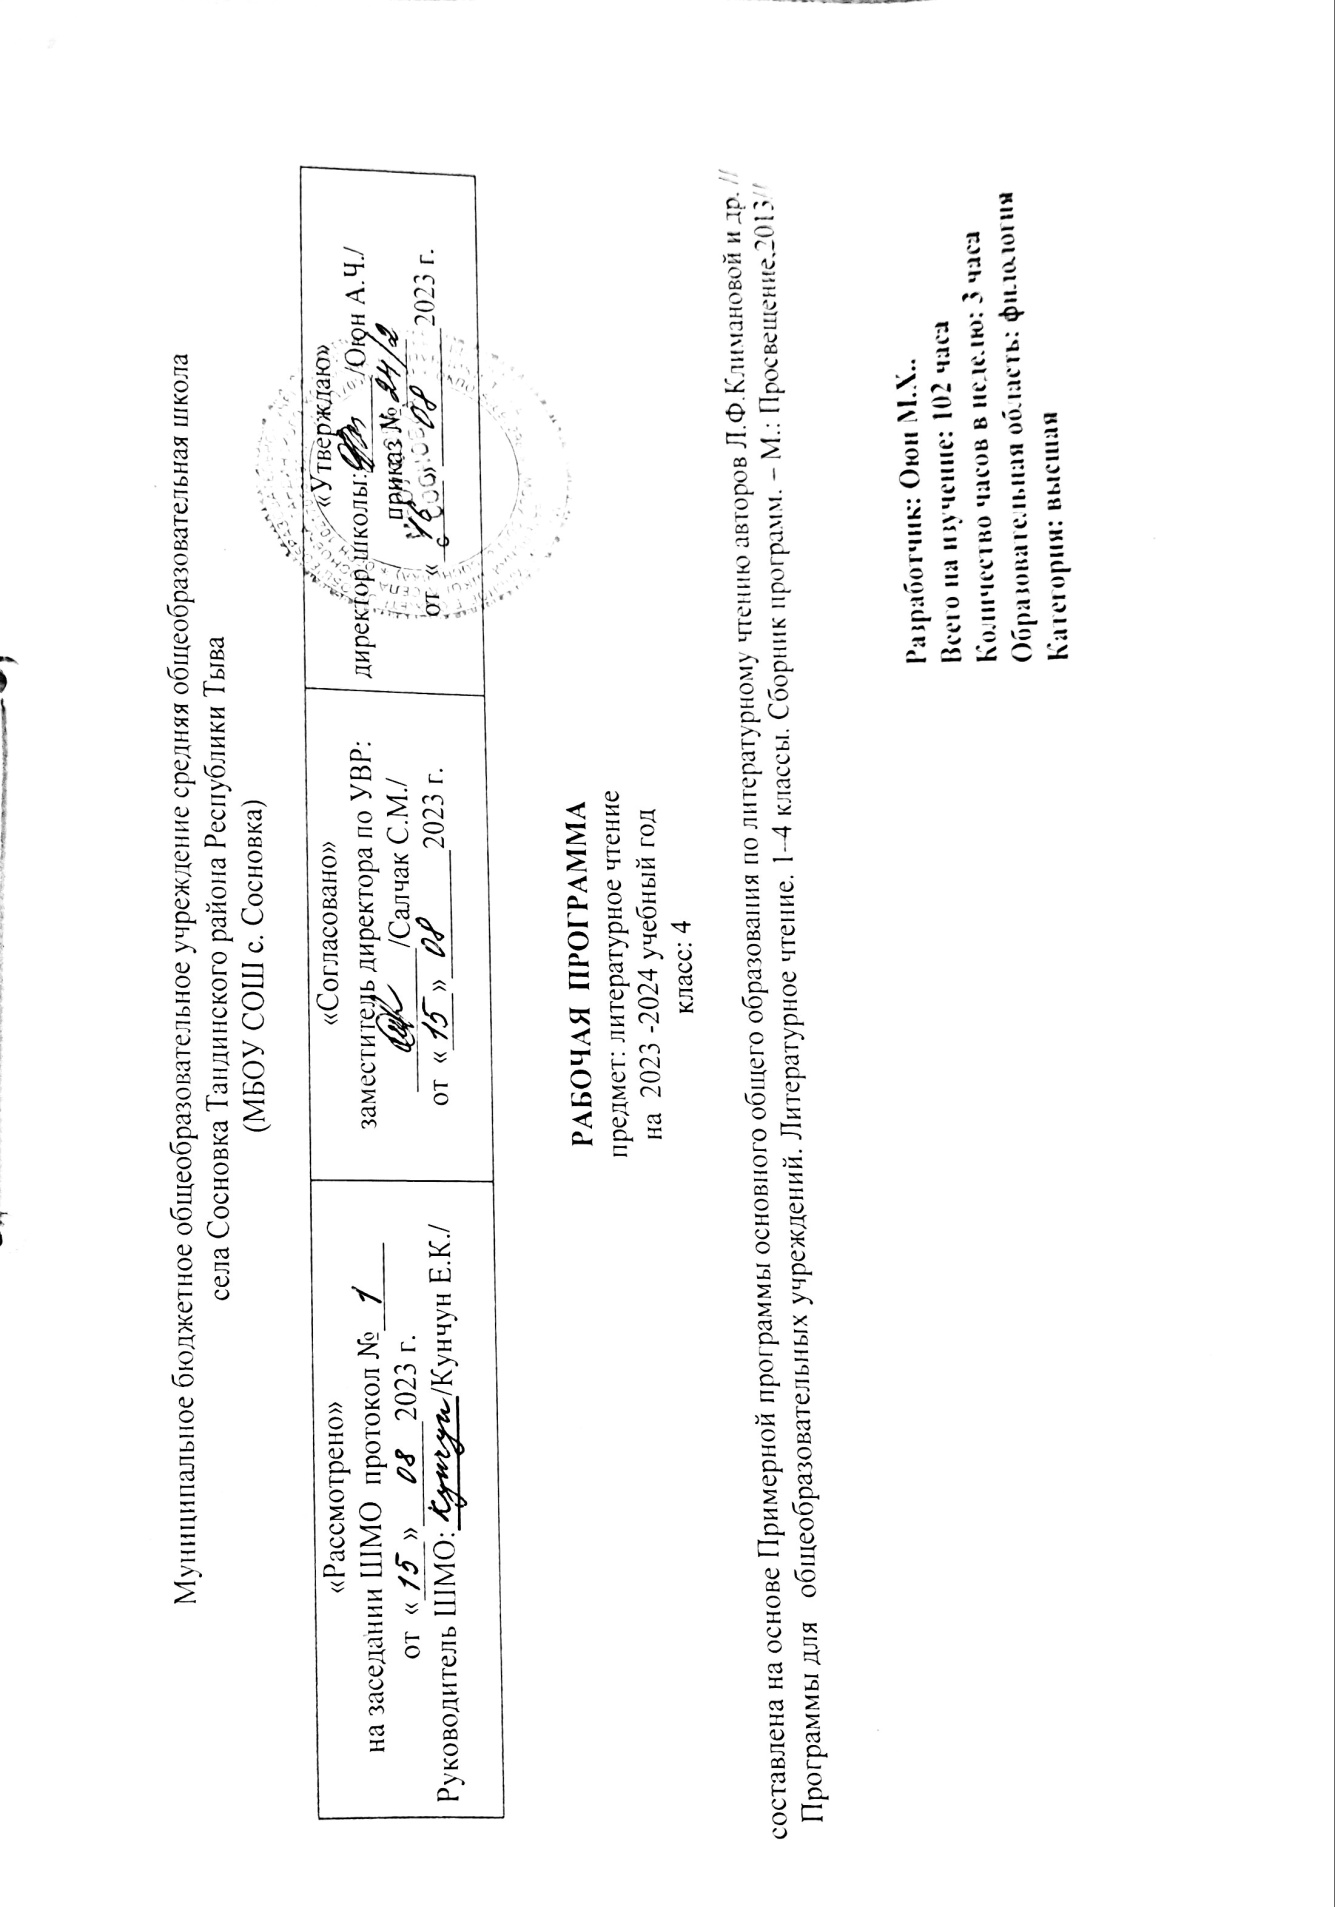 Муниципальное бюджетное общеобразовательное учреждение средняя общеобразовательная школа
села Сосновка Тандинского района Республики Тыва
(МБОУ СОШ с. Сосновка)
«Рассмотрено»
на заседании ШМО протокол № 1
от « 15 » 08 2023 г.
Руководитель ШМО: Кунчун /Кунчун Е.К./
«Согласовано»
заместитель директора по УВР:
/Салчак С.М./
от « 15 » 08 2023 г.
«Утверждаю»
директор школы: /Оюн А.Ч./
приказ № 24/2
от « » 08 2023 г.
РАБОЧАЯ ПРОГРАММА
предмет: литературное чтение
на 2023 -2024 учебный год
класс: 4
составлена на основе Примерной программы основного общего образования по литературному чтению авторов Л.Ф.Климановой и др. //
Программы для общеобразовательных учреждений. Литературное чтение. 1–4 классы. Сборник программ. – М.: Просвещение.2013//
Разработчик: Оюн М.Х..
Всего на изучение: 102 часа
Количество часов в неделю: 3 часа
Образовательная область: филология
Категория: высшая